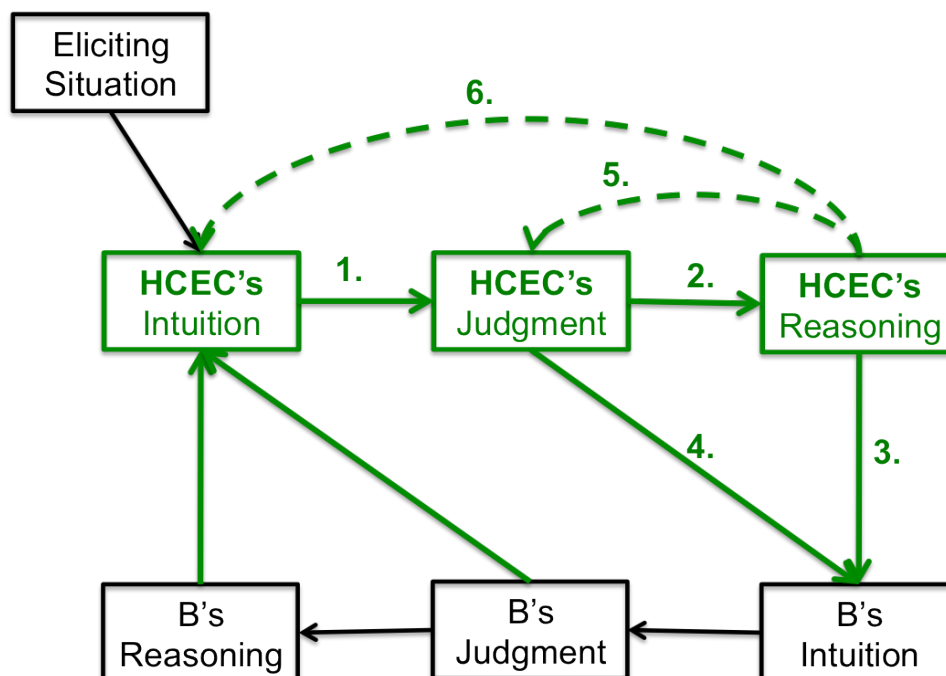 Eliciting
Situation
6.
5.
HCEC's
Intuition
1.
HCEC's
Judgment
2.
HCEC's
Reasoning
4.
3.
B's
Reasoning
B's
Judgment
B's
Intuition